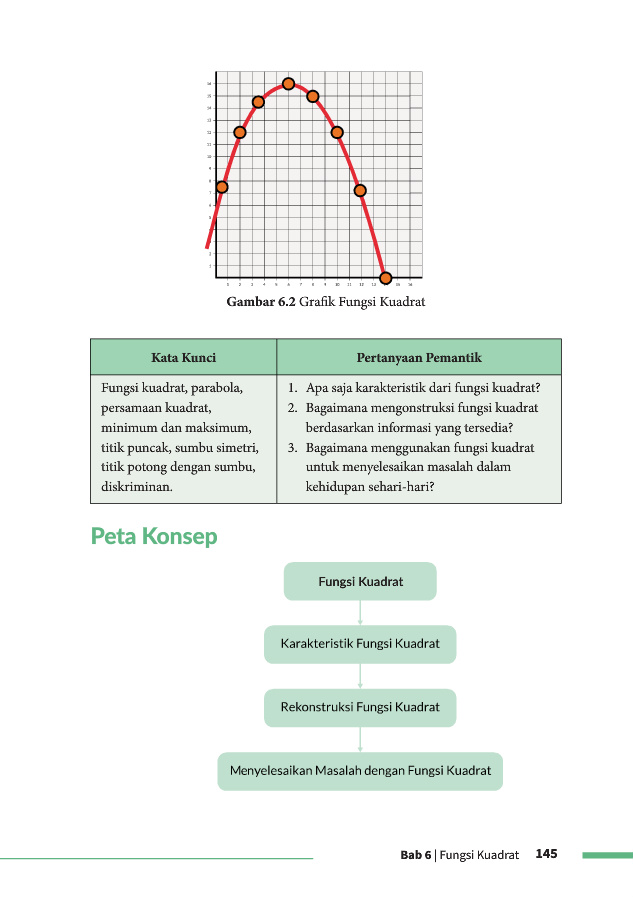 Gambar 6.2 Grafik Fungsi Kuadrat
Kata Kunci
Fungsi kuadrat, parabola,
persamaan kuadrat,
minimum dan maksimum,
titik puncak, sumbu simetri,
titik potong dengan sumbu,
diskriminan.
Pertanyaan Pemantik
1. Apa saja karakteristik dari fungsi kuadrat?
2. Bagaimana mengonstruksi fungsi kuadrat
berdasarkan informasi yang tersedia?
3. Bagaimana menggunakan fungsi kuadrat
untuk menyelesaikan masalah dalam
kehidupan sehari-hari?
Peta Konsep
Fungsi Kuadrat
Karakteristik Fungsi Kuadrat
Rekonstruksi Fungsi Kuadrat
Menyelesaikan Masalah dengan Fungsi Kuadrat
Bab 6 | Fungsi Kuadrat 145